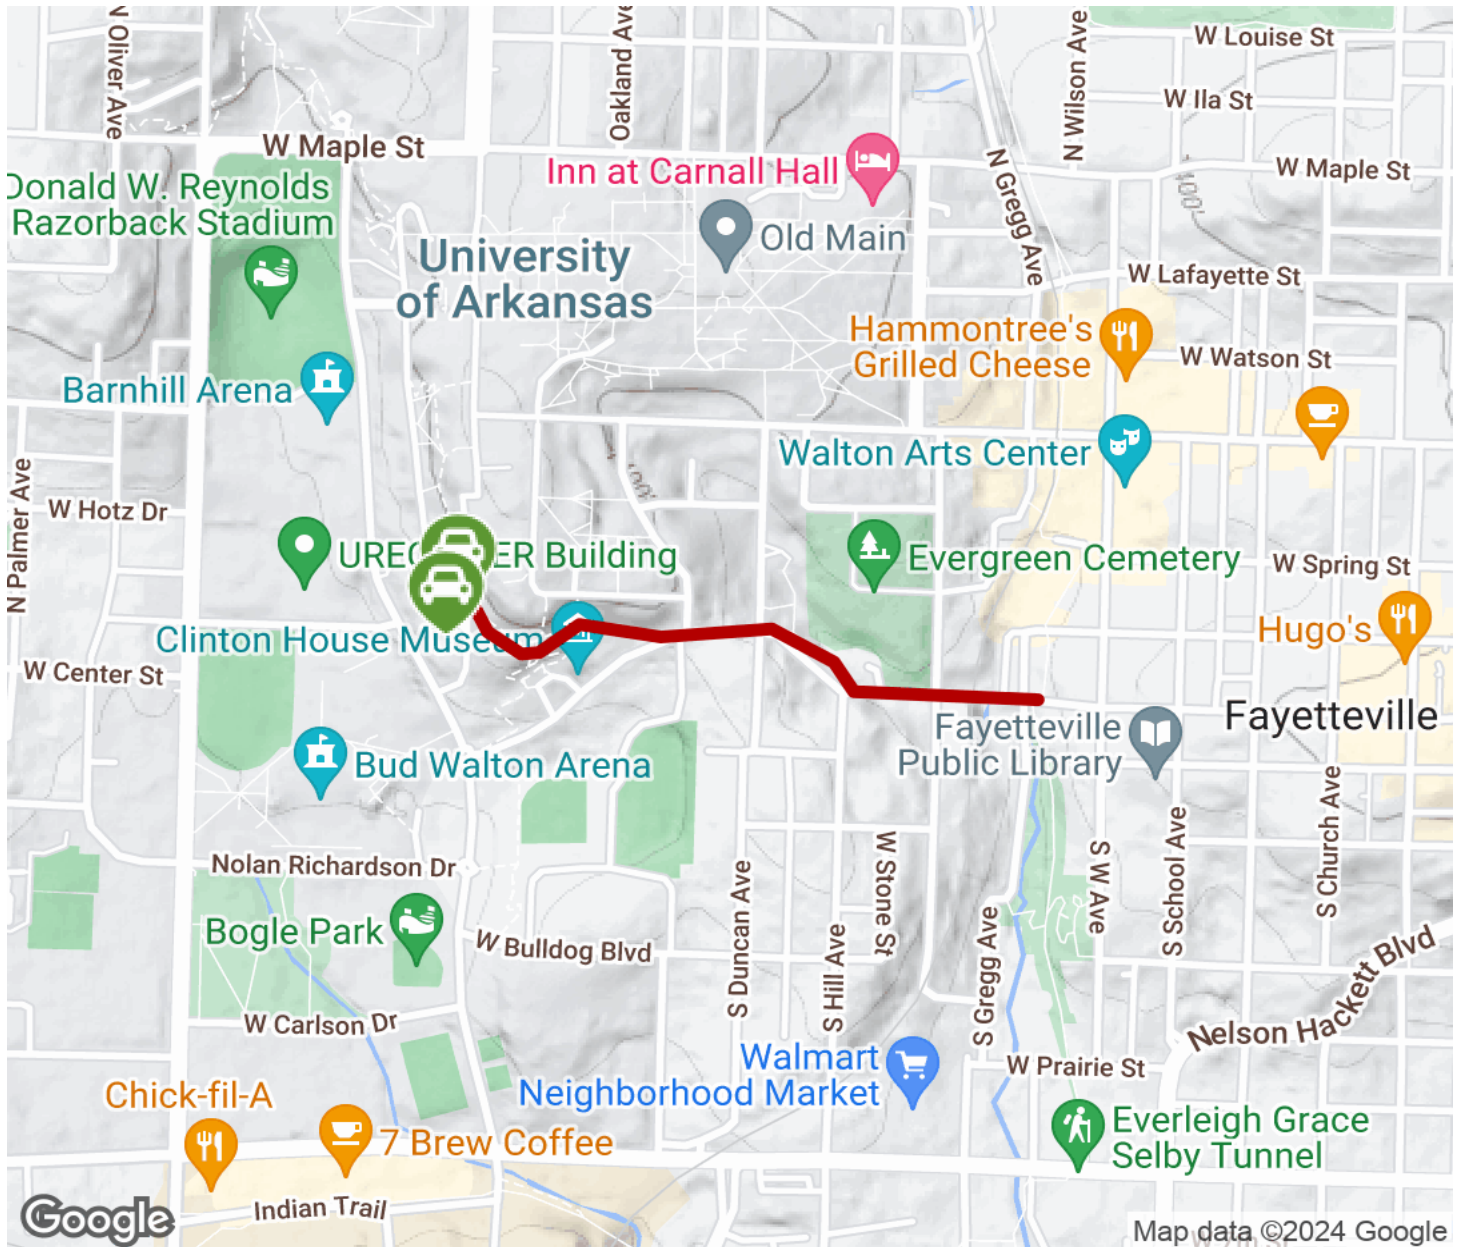 N Oliver Ave
Oakland Ave
N Wilson Ave
W Louise St
W Ila St
W Maple St
W Maple St
Donald W. Reynolds
Razorback Stadium
Inn at Carnall Hall
N Gregg Ave
400'
Old Main
University
of Arkansas
W Lafayette St
Hammontree's
Grilled Cheese
W Watson St
Barnhill Arena
Walton Arts Center
N Palmer Ave
W Hotz Dr
ER Building
Evergreen Cemetery
W Spring St
Clinton House Museum
Hugo's
W Center St
Fayetteville
Public Library
Fayetteville
Bud Walton Arena
Nolan Richardson Dr
S Duncan Ave
W Stone St
S W Ave
S School Ave
S Church Ave
Bogle Park
W Bulldog Blvd
S Hill Ave
S Gregg Ave
Nelson Hackett Blvd
W Carlson Dr
Walmart
Neighborhood Market
W Prairie St
Chick-fil-A
7 Brew Coffee
Everleigh Grace
Selby Tunnel
Indian Trail
Google
Map data ©2024 Google